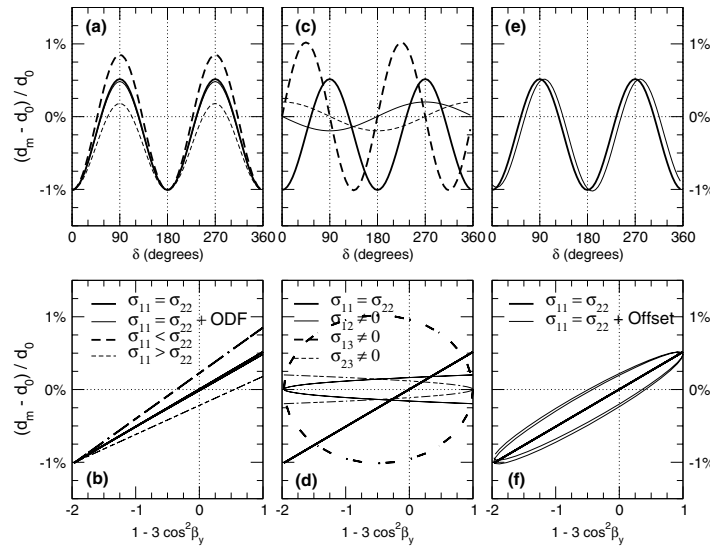 (a) (c) (e)
1% 1%
0% 0%
-1% -1%
(d_m - d_0) / d_0
0 90 180 270 360 0 90 180 270 360 0 90 180 270 360
δ (degrees) δ (degrees) δ (degrees)
σ11 = σ22
σ11 = σ22 + ODF
σ11 < σ22
σ11 > σ22
(b)
σ11 = σ22
σ12 ≠ 0
σ13 ≠ 0
σ23 ≠ 0
(d)
σ11 = σ22
σ11 = σ22 + Offset
(f)
1% 1%
0% 0%
-1% -1%
(d_m - d_0) / d_0
-2 -1 0 1 -2 -1 0 1 -2 -1 0 1
1 - 3 cos²β_y 1 - 3 cos²β_y 1 - 3 cos²β_y